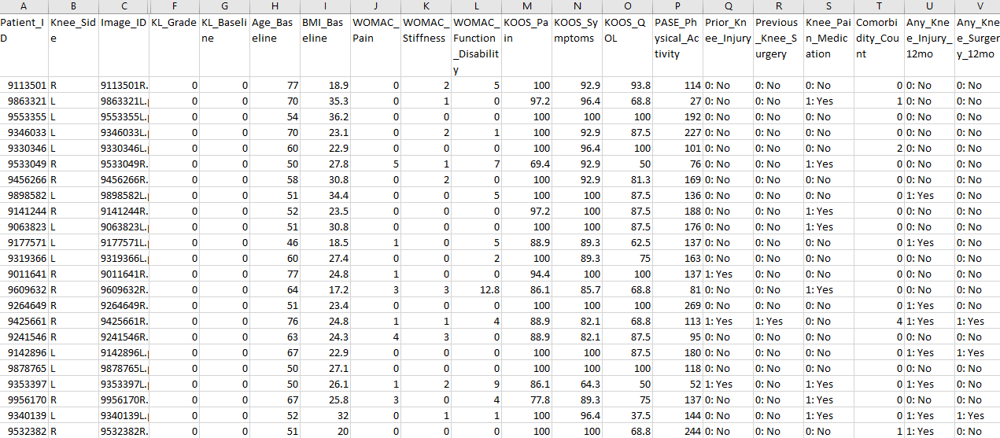 A B C F G H I J K L M N O P Q R S T U V
Patient_ID Knee_Side Image_ID KL_Grade KL_Baseline Age_Baseline BMI_Baseline WOMAC_Pain WOMAC_Stiffness WOMAC_Function_Disability KOOS_Pain KOOS_Symptoms KOOS_QOL PASE_Physical_Activity Prior_Knee_Injury Previous_Knee_Surgery Knee_Pain_Medication Comorbidity_Count Any_Knee_Injury_12mo Any_Knee_Surgery_12mo
9113501 R 9113501R. 0 0 77 18.9 0 2 5 100 92.9 93.8 114 0: No 0: No 0: No 0 0: No 0: No
9863321 L 9863321L. 0 0 70 35.3 0 1 0 97.2 96.4 68.8 27 0: No 0: No 1: Yes 1 0: No 0: No
9553355 L 9553355L. 0 0 54 36.2 0 0 0 100 100 100 192 0: No 0: No 0: No 0 0: No 0: No
9346033 L 9346033L. 0 0 70 23.1 0 2 1 100 92.9 87.5 227 0: No 0: No 0: No 0 0: No 0: No
9330346 L 9330346L. 0 0 60 22.9 0 0 0 100 96.4 100 101 0: No 0: No 0: No 2 0: No 0: No
9533049 R 9533049R. 0 0 50 27.8 5 1 7 69.4 92.9 50 76 0: No 0: No 1: Yes 0 0: No 0: No
9456266 R 9456266R. 0 0 58 30.8 0 2 0 100 92.9 81.3 169 0: No 0: No 0: No 0 0: No 0: No
9898582 L 9898582L. 0 0 51 34.4 0 0 5 100 100 87.5 136 0: No 0: No 0: No 0 1: Yes 0: No
9141244 R 9141244R. 0 0 52 23.5 0 0 0 97.2 100 87.5 188 0: No 0: No 1: Yes 0 0: No 0: No
9063823 L 9063823L. 0 0 51 30.8 0 0 0 100 100 87.5 176 0: No 0: No 1: Yes 0 0: No 0: No
9177571 L 9177571L. 0 0 46 18.5 1 0 5 88.9 89.3 62.5 137 0: No 0: No 0: No 0 1: Yes 0: No
9319366 L 9319366L. 0 0 60 27.4 0 0 2 100 89.3 75 163 0: No 0: No 0: No 0 0: No 0: No
9011641 R 9011641R. 0 0 77 24.8 1 0 0 94.4 100 100 137 1: Yes 0: No 0: No 0 0: No 0: No
9609632 R 9609632R. 0 0 64 17.2 3 3 12.8 86.1 85.7 68.8 81 0: No 0: No 1: Yes 0 0: No 0: No
9264649 R 9264649R. 0 0 51 23.4 0 0 0 100 100 100 269 0: No 0: No 0: No 0 1: Yes 0: No
9425661 R 9425661R. 0 0 76 24.8 1 1 4 88.9 82.1 68.8 113 1: Yes 1: Yes 0: No 4 1: Yes 1: Yes
9241546 R 9241546R. 0 0 63 24.3 4 3 0 88.9 82.1 87.5 95 0: No 0: No 0: No 0 0: No 0: No
9142896 L 9142896L. 0 0 67 22.9 0 0 0 100 100 87.5 180 0: No 0: No 0: No 0 1: Yes 1: Yes
9878765 L 9878765L. 0 0 50 27.1 0 0 0 100 100 100 118 0: No 0: No 0: No 0 0: No 0: No
9353397 L 9353397L. 0 0 50 26.1 1 2 9 86.1 64.3 50 52 1: Yes 0: No 1: Yes 0 1: Yes 0: No
9956170 R 9956170R. 0 0 67 25.8 3 0 4 77.8 89.3 75 137 0: No 0: No 1: Yes 0 0: No 0: No
9340139 L 9340139L. 0 0 52 32 0 1 1 100 96.4 37.5 144 0: No 0: No 1: Yes 0 1: Yes 1: Yes
9532382 R 9532382R. 0 0 51 20 0 0 0 100 100 68.8 244 0: No 0: No 0: No 1 1: Yes 0: No